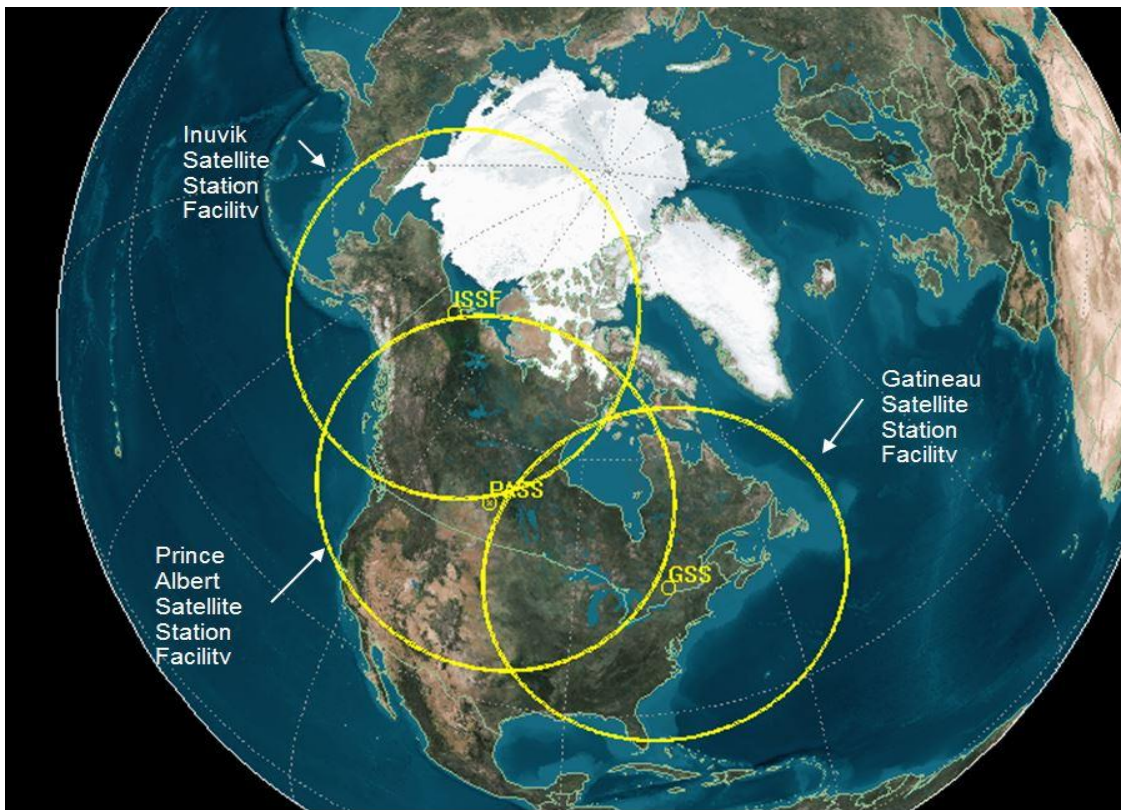 Inuvik
Satellite
Station
Facility
ISSF
Gatineau
Satellite
Station
Facility
PASS
Prince
Albert
Satellite
Station
Facility
GSS